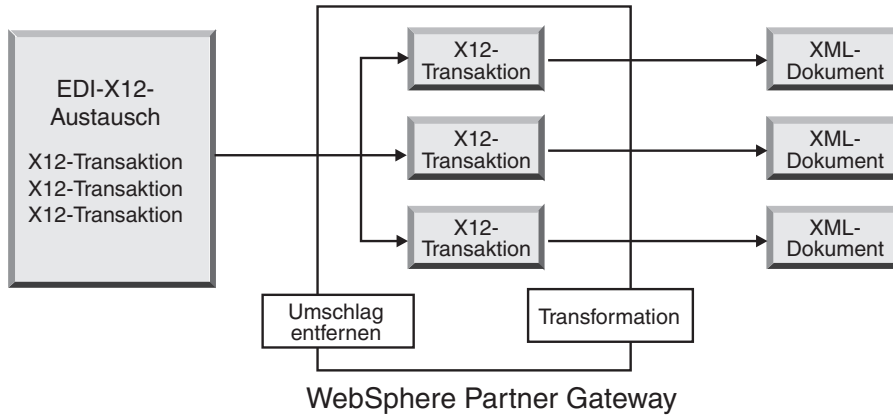 EDI-X12-
Austausch
X12-Transaktion
X12-Transaktion
X12-Transaktion
X12-
Transaktion
XML-
Dokument
X12-
Transaktion
XML-
Dokument
X12-
Transaktion
XML-
Dokument
Umschlag
entfernen
Transformation
WebSphere Partner Gateway